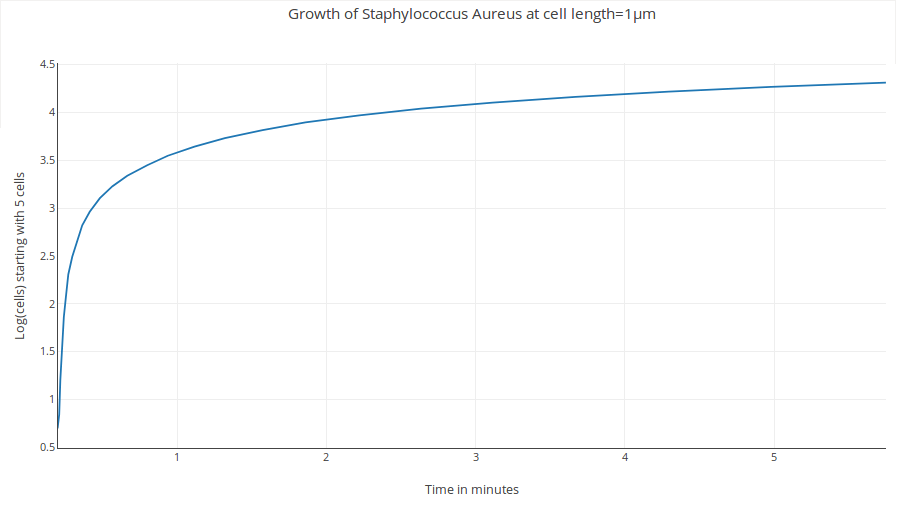 Growth of Staphylococcus Aureus at cell length=1μm
Log(cells) starting with 5 cells
4.5
4
3.5
3
2.5
2
1.5
1
0.5
1 2 3 4 5
Time in minutes